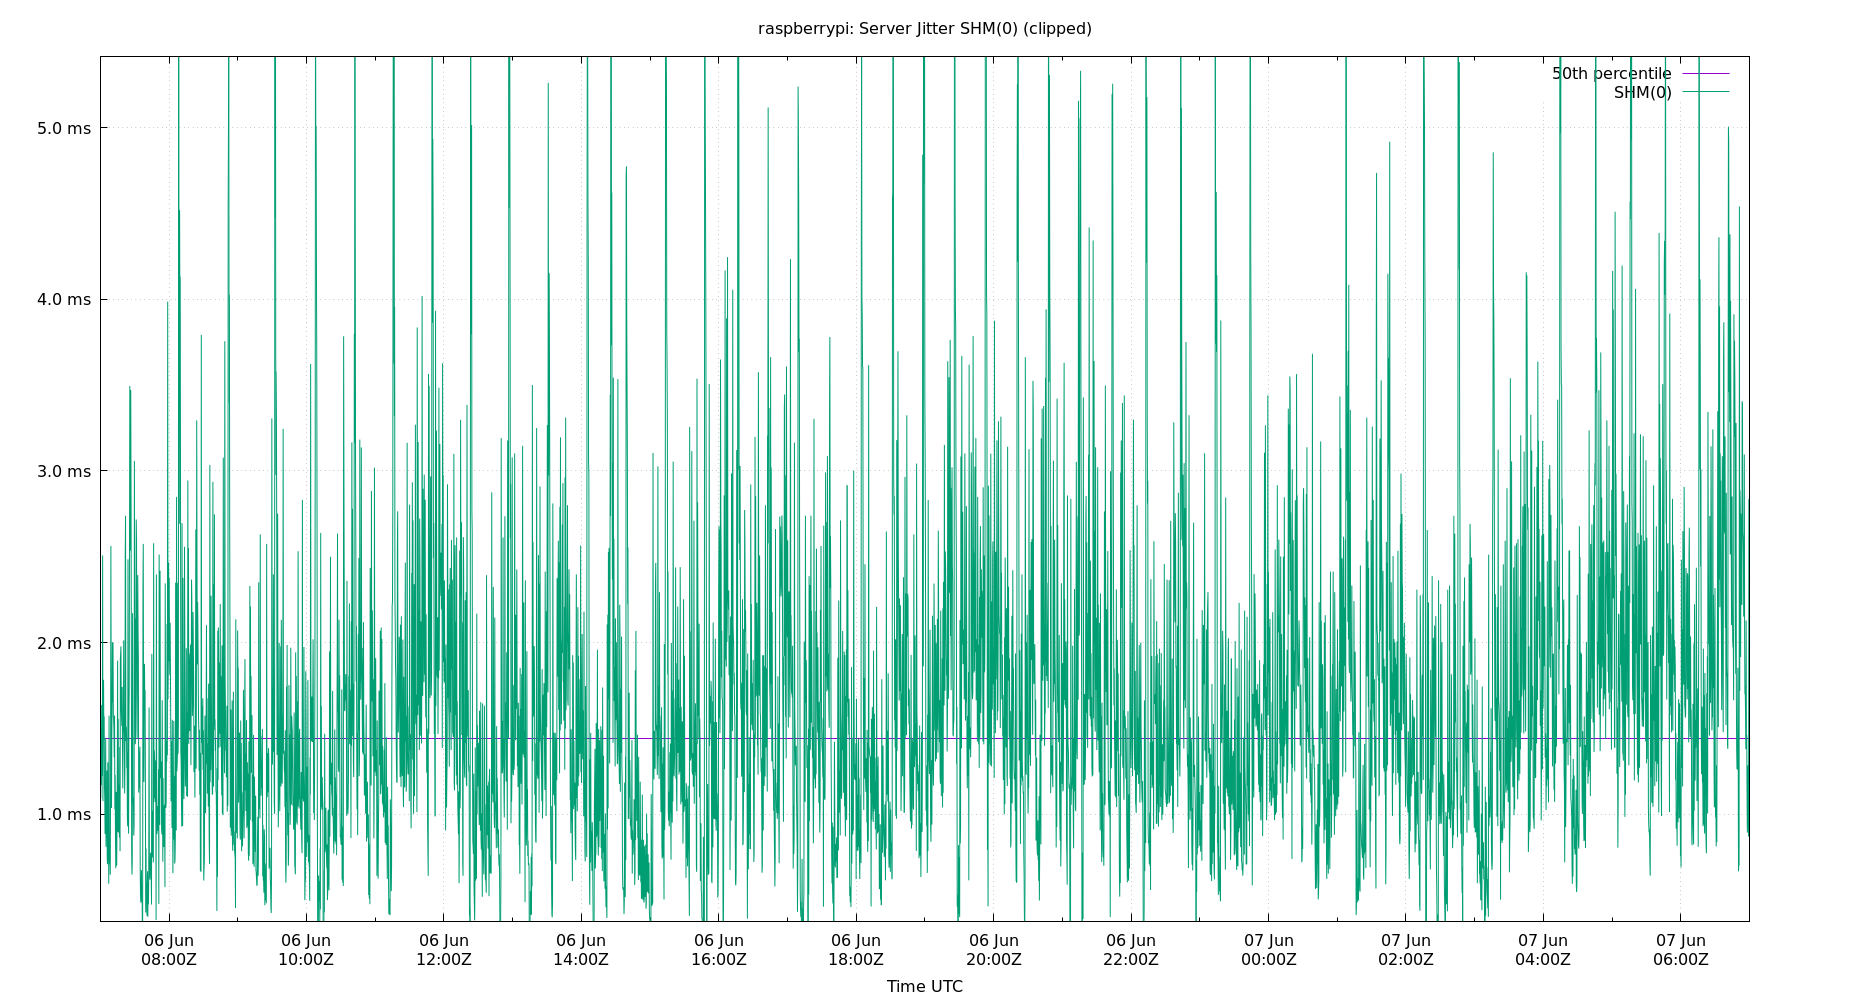 raspberrypi: Server Jitter SHM(0) (clipped)
50th percentile
SHM(0)
5.0 ms
4.0 ms
3.0 ms
2.0 ms
1.0 ms
06 Jun 06 Jun 06 Jun 06 Jun 06 Jun 06 Jun 06 Jun 06 Jun 07 Jun 07 Jun 07 Jun 07 Jun
08:00Z 10:00Z 12:00Z 14:00Z 16:00Z 18:00Z 20:00Z 22:00Z 00:00Z 02:00Z 04:00Z 06:00Z
Time UTC